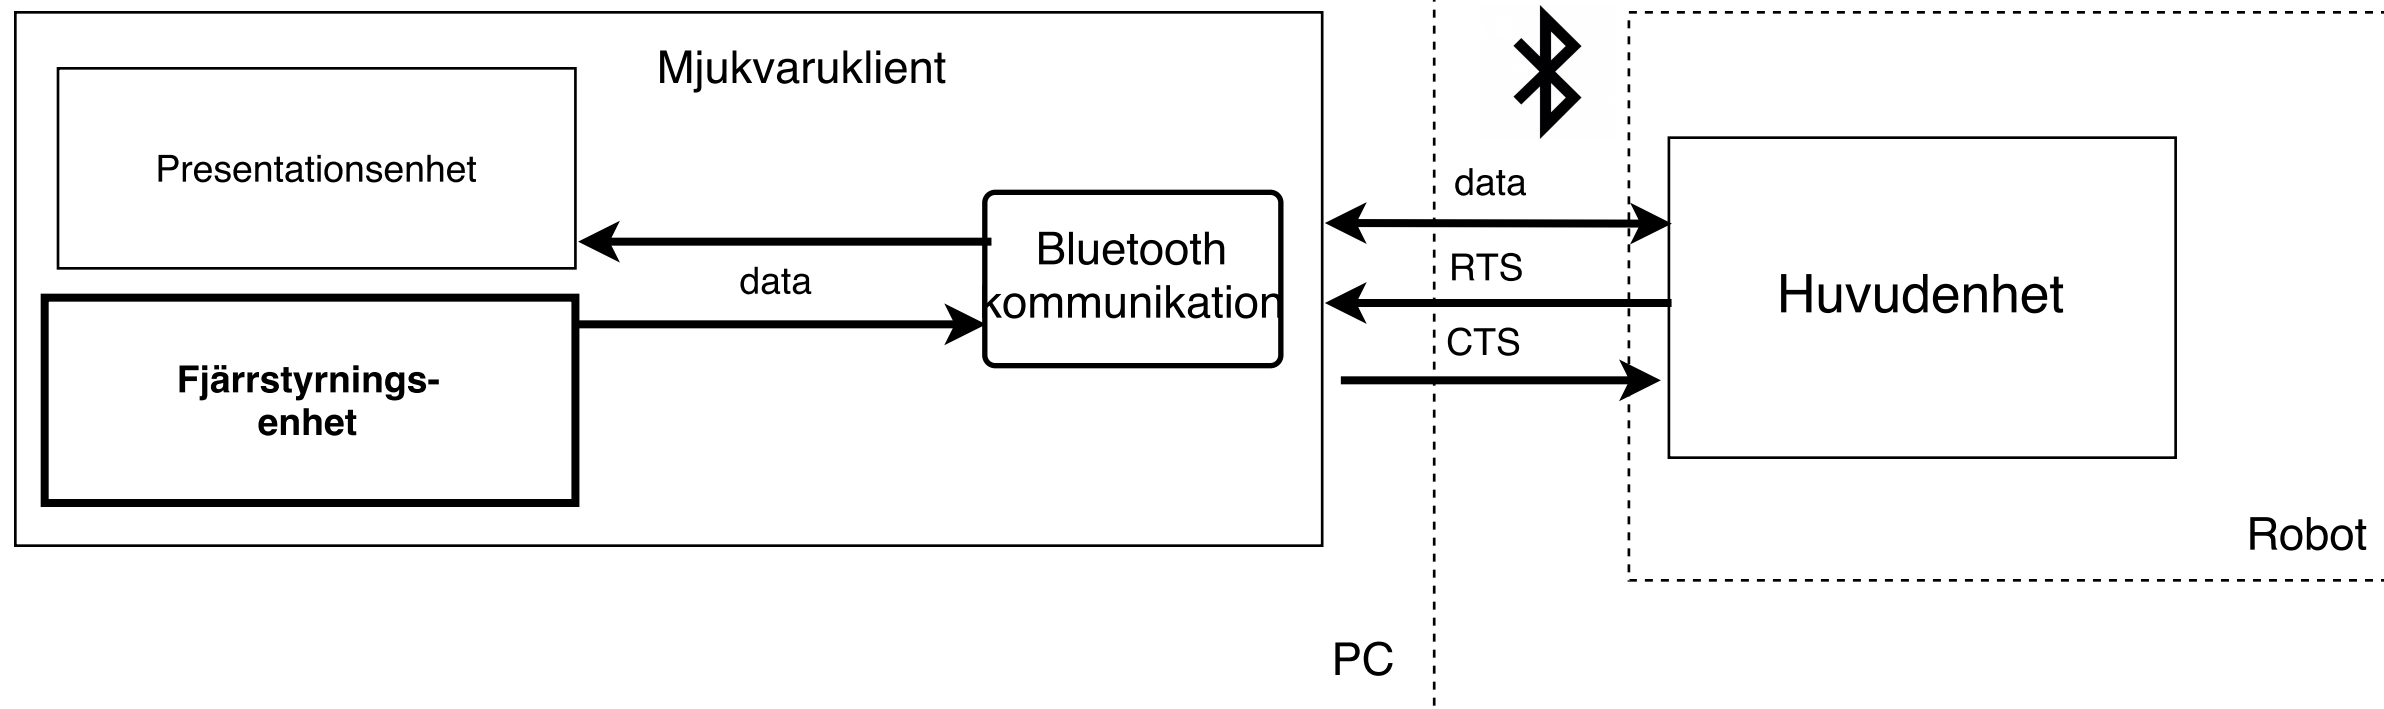 Mjukvaruklient
Presentationsenhet
data
Fjärrstyrnings-
enhet
Bluetooth
kommunikation
data
RTS
CTS
Huvudenhet
Robot
PC